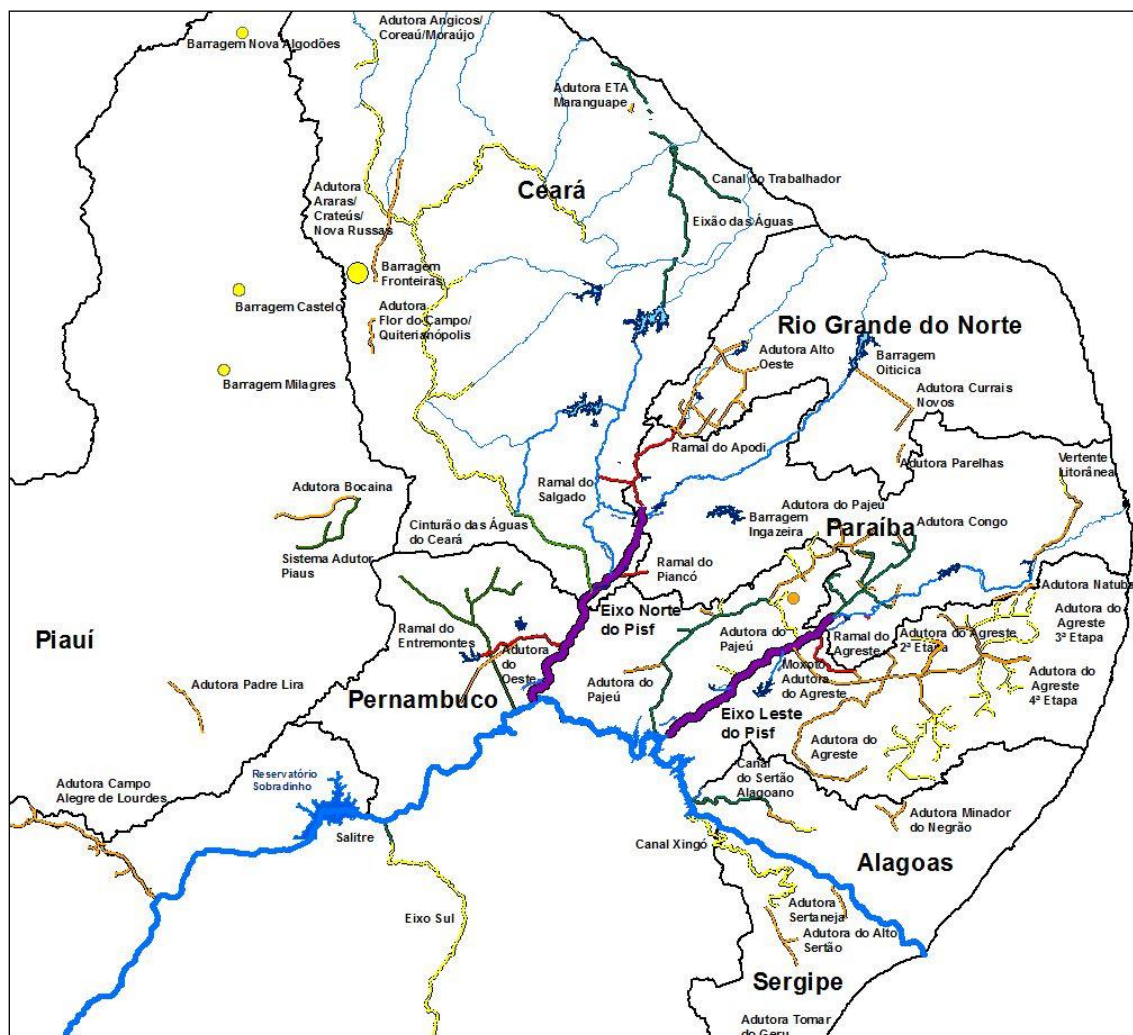 Adutora Angicos/
Coreaú/Moraújo
Barragem Nova Algodões
Adutora ETA
Maranguape
Ceará
Canal do Trabalhador
Adutora
Araras/
Crateús/
Nova Russas
Eixão das Águas
Barragem
Fronteiras
Barragem Castelo
Adutora
Flor do Campo/
Quiterianópolis
Rio Grande do Norte
Adutora Alto
Oeste
Barragem
Oiticica
Barragem Milagres
Adutora Currais
Novos
Ramal do Apodi
Adutora Parelhas
Vertente
Litorânea
Ramal do
Salgado
Adutora Bocaina
Adutora do Pajeú
Barragem
Ingazeira
Paraíba
Adutora Congo
Cinturão das Águas
do Ceará
Sistema Adutor
Piaus
Ramal do
Piancó
Adutora Natuba
Eixo Norte
do Pisf
Piauí
Ramal do
Entremontes
Adutora
do
Oeste
Adutora do
Pajeú
Ramal do
Agreste
Adutora do Agreste
2ª Etapa
Adutora do
Agreste
3ª Etapa
Moxotó
Adutora
do Agreste
Adutora do
Agreste
4ª Etapa
Adutora Padre Lira
Pernambuco
Adutora do
Pajeú
Eixo Leste
do Pisf
Adutora do
Agreste
Canal
do Sertão
Alagoano
Reservatório
Sobradinho
Adutora Campo
Alegre de Lourdes
Adutora Minador
do Negrão
Salitre
Canal Xingó
Alagoas
Eixo Sul
Adutora
Sertaneja
Adutora do Alto
Sertão
Sergipe
Adutora Tomar
do Geru